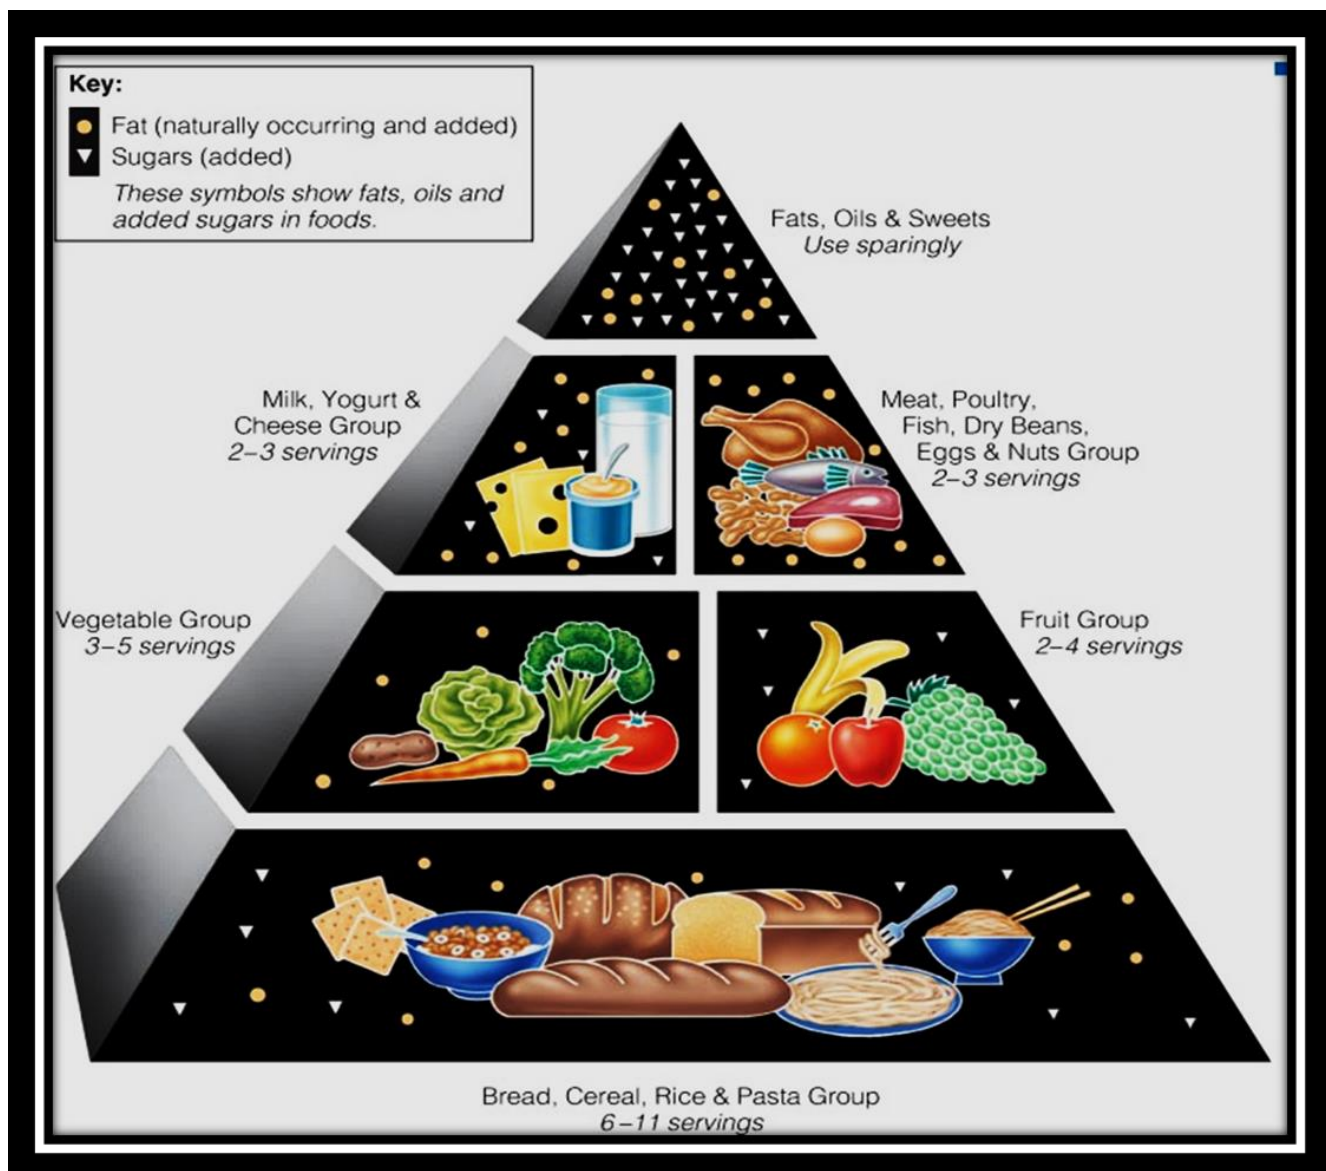 Key:
Fat (naturally occurring and added)
Sugars (added)
These symbols show fats, oils and
added sugars in foods.
Fats, Oils & Sweets
Use sparingly
Milk, Yogurt &
Cheese Group
2–3 servings
Meat, Poultry,
Fish, Dry Beans,
Eggs & Nuts Group
2–3 servings
Vegetable Group
3–5 servings
Fruit Group
2–4 servings
Bread, Cereal, Rice & Pasta Group
6–11 servings